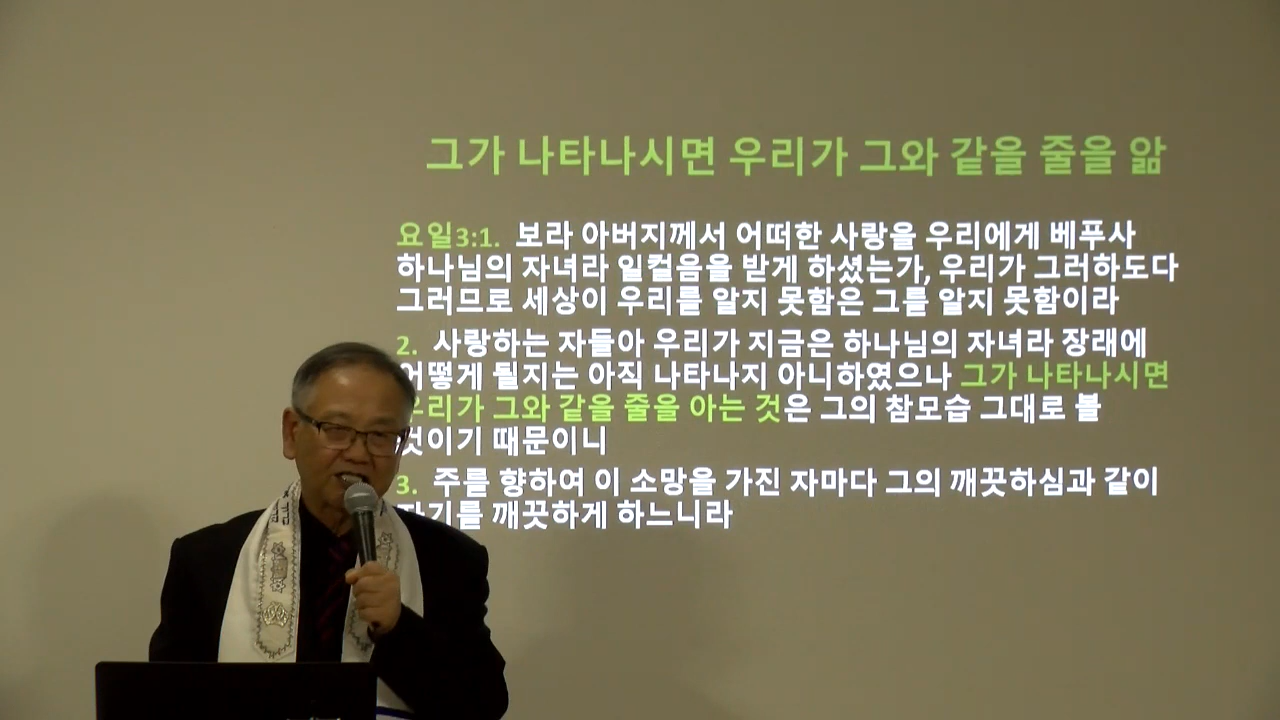 그가 나타나시면 우리가 그와 같을 줄을 앎
요일3:1. 보라 아버지께서 어떠한 사랑을 우리에게 베푸사
하나님의 자녀라 일컬음을 받게 하셨는가, 우리가 그러하도다
그러므로 세상이 우리를 알지 못함은 그를 알지 못함이라
2. 사랑하는 자들아 우리가 지금은 하나님의 자녀라 장래에
어떻게 될지는 아직 나타나지 아니하였으나 그가 나타나시면
우리가 그와 같을 줄을 아는 것은 그의 참모습 그대로 볼
것이기 때문이니
3. 주를 향하여 이 소망을 가진 자마다 그의 깨끗하심과 같이
자기를 깨끗하게 하느니라